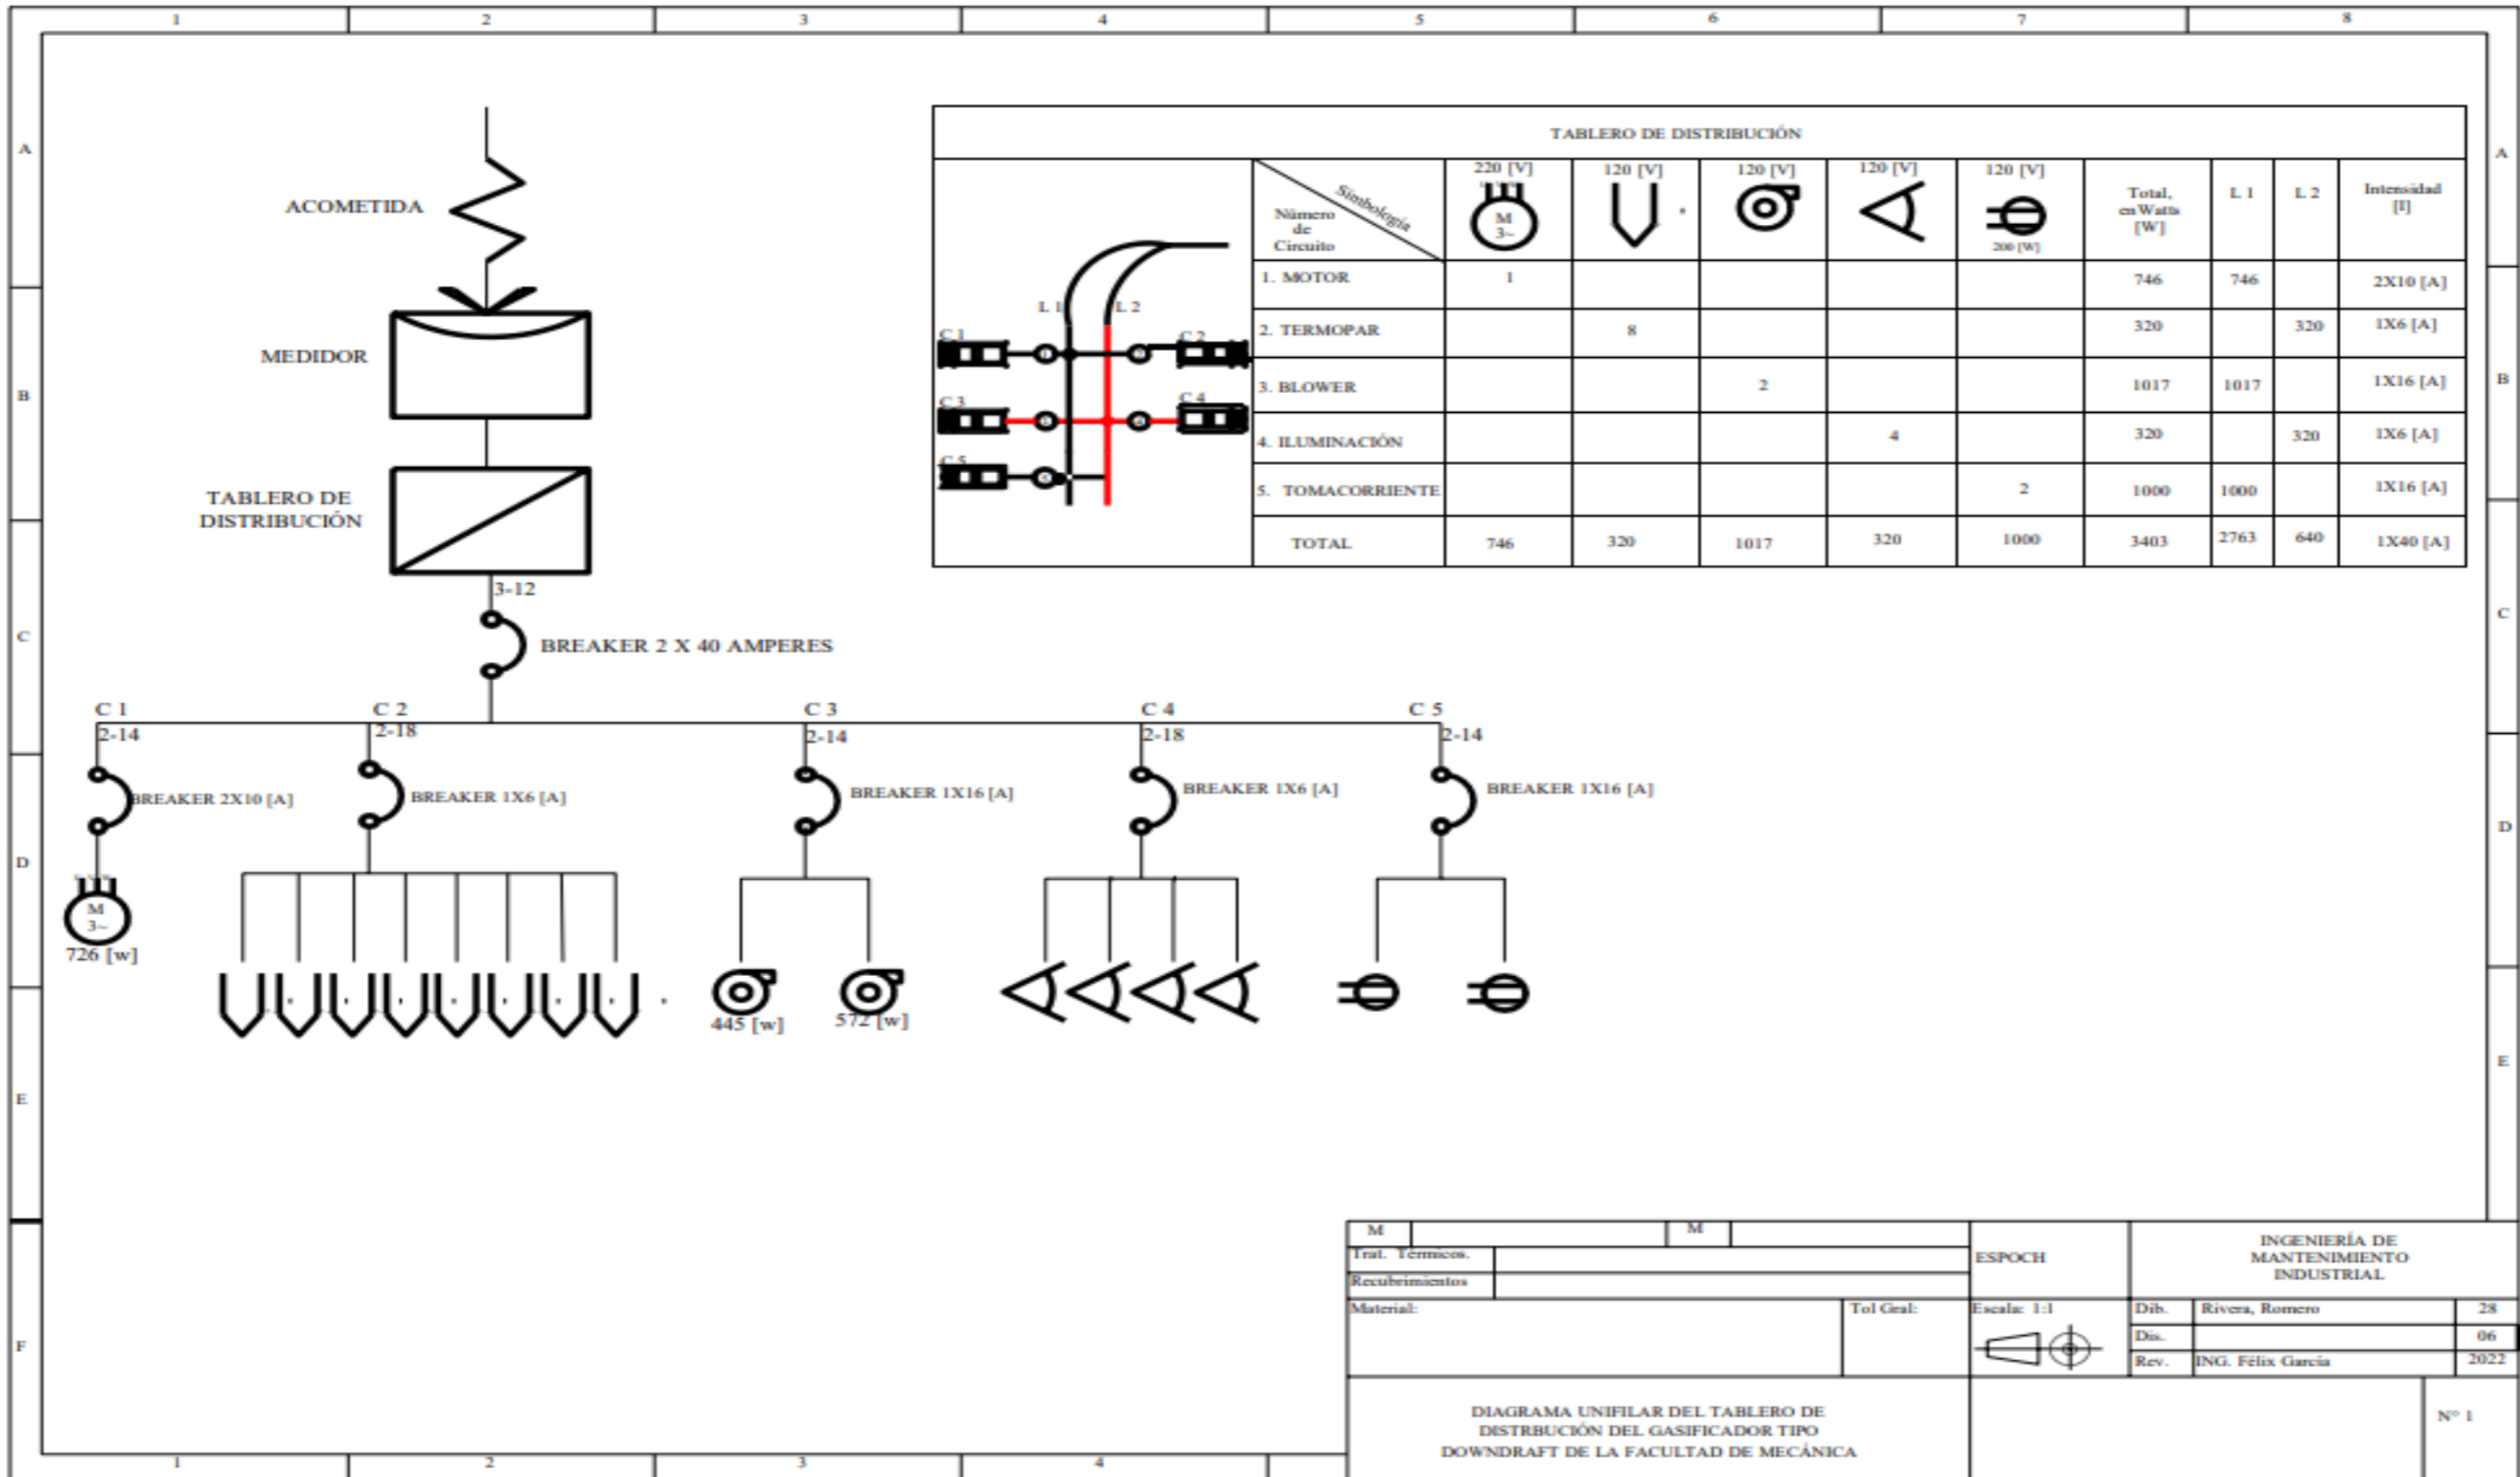 1 2 3 4 5 6 7 8
A
B
C
D
E
F
A
B
C
D
E
ACOMETIDA
MEDIDOR
TABLERO DE
DISTRIBUCIÓN
3-12
BREAKER 2 X 40 AMPERES
TABLERO DE DISTRIBUCIÓN
L 1 L 2
C 1 C 2
C 3 C 4
C 5
Simbología
Número
de
Circuito
220 [V] 120 [V] 120 [V] 120 [V] 120 [V]
M
3~
200 [W]
Total,
en Watts
[W]
L 1 L 2
Intensidad
[I]
1. MOTOR 1 746 746 2X10 [A]
2. TERMOPAR 8 320 320 1X6 [A]
3. BLOWER 2 1017 1017 1X16 [A]
4. ILUMINACIÓN 4 320 320 1X6 [A]
5. TOMACORRIENTE 2 1000 1000 1X16 [A]
TOTAL 746 320 1017 320 1000 3403 2763 640 1X40 [A]
C 1 C 2 C 3 C 4 C 5
2-14 2-18 2-14 2-18 2-14
BREAKER 2X10 [A] BREAKER 1X6 [A] BREAKER 1X16 [A] BREAKER 1X6 [A] BREAKER 1X16 [A]
M
3~
726 [w]
445 [w] 572 [w]
M M
Trat. Térmicos.
Recubrimientos
Material: Tol Gral:
ESPOCH
INGENIERÍA DE
MANTENIMIENTO
INDUSTRIAL
Escala: 1:1
Dib. Rivera, Romero 28
Dis. 06
Rev. ING. Félix García 2022
DIAGRAMA UNIFILAR DEL TABLERO DE
DISTRBUCIÓN DEL GASIFICADOR TIPO
DOWNDRAFT DE LA FACULTAD DE MECÁNICA
N° 1
1 2 3 4